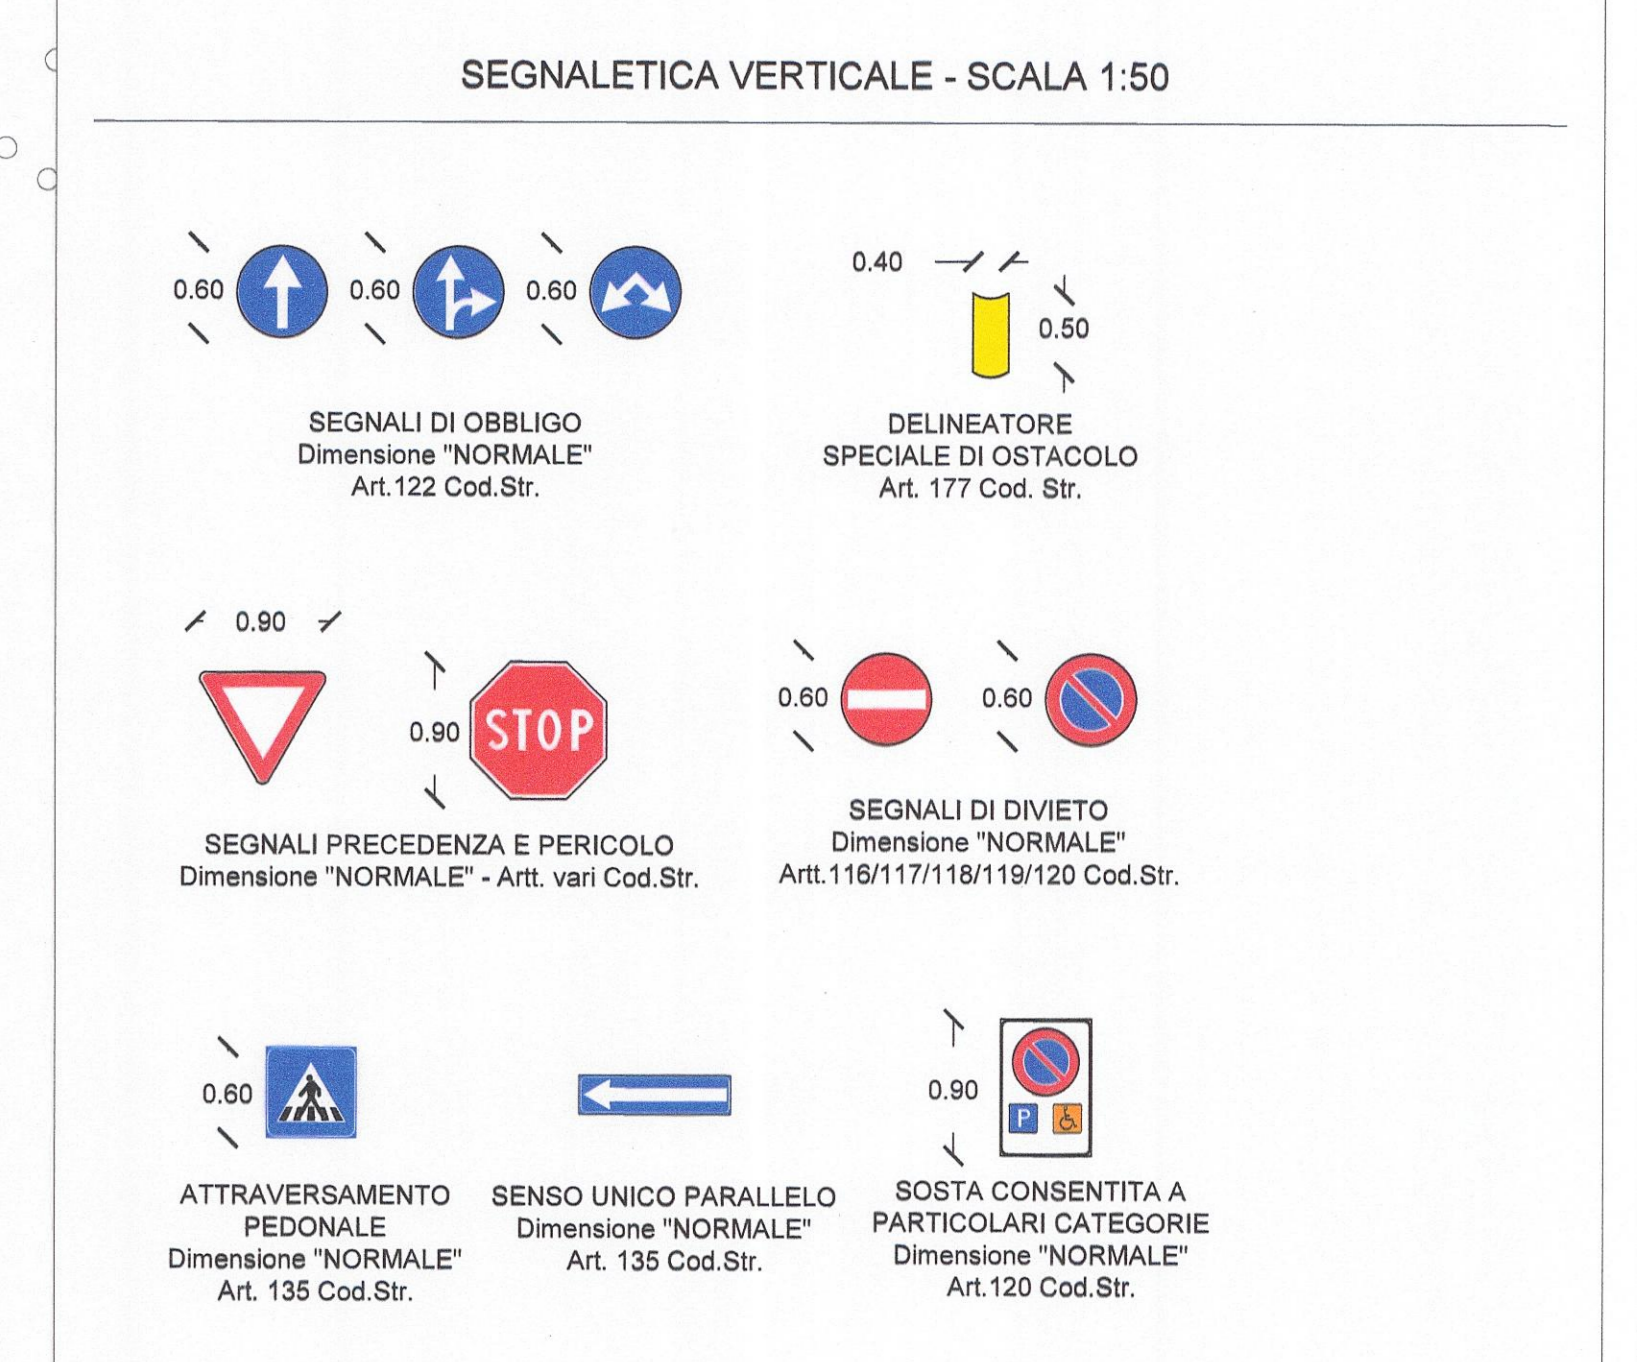 SEGNALETICA VERTICALE - SCALA 1:50
0.60
0.60
0.60
SEGNALI DI OBBLIGO
Dimensione "NORMALE"
Art.122 Cod.Str.
0.40
0.50
DELINEATORE
SPECIALE DI OSTACOLO
Art. 177 Cod. Str.
0.90
0.90
STOP
SEGNALI PRECEDENZA E PERICOLO
Dimensione "NORMALE" - Artt. vari Cod.Str.
0.60
0.60
SEGNALI DI DIVIETO
Dimensione "NORMALE"
Artt.116/117/118/119/120 Cod.Str.
0.60
ATTRAVERSAMENTO
PEDONALE
Dimensione "NORMALE"
Art. 135 Cod.Str.
SENSO UNICO PARALLELO
Dimensione "NORMALE"
Art. 135 Cod.Str.
0.90
P
SOSTA CONSENTITA A
PARTICOLARI CATEGORIE
Dimensione "NORMALE"
Art.120 Cod.Str.